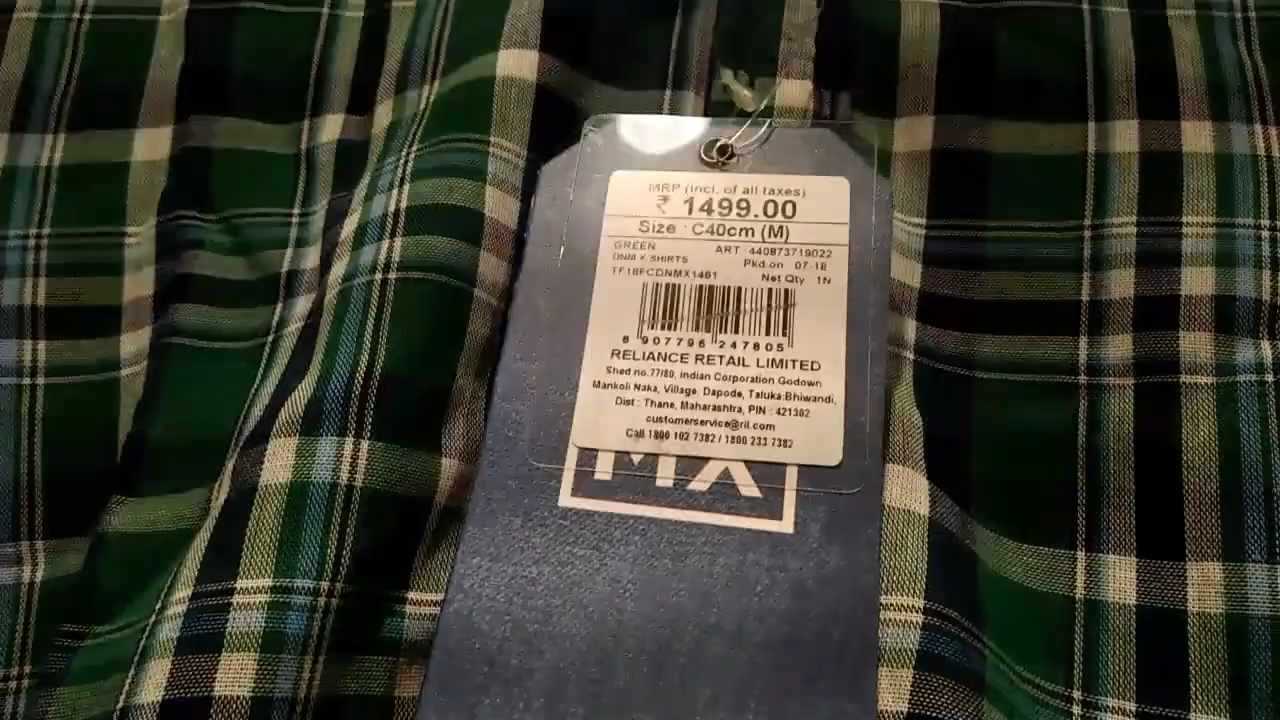 MRP (incl. of all taxes)
₹ 1499.00
Size : C40cm (M)
GREEN ART :440873719022
DNM X SHIRTS Pkd on 07-18
TF18FCDNMX1461 Net Qty 1N
8 907796 247805
RELIANCE RETAIL LIMITED
Shed no.77/80, Indian Corporation Godown
Mankoli Naka, Village Dapode, Taluka:Bhiwandi,
Dist : Thane, Maharashtra, PIN : 421302
customerservice@ril.com
Call 1800 102 7382 / 1800 233 7382
MX